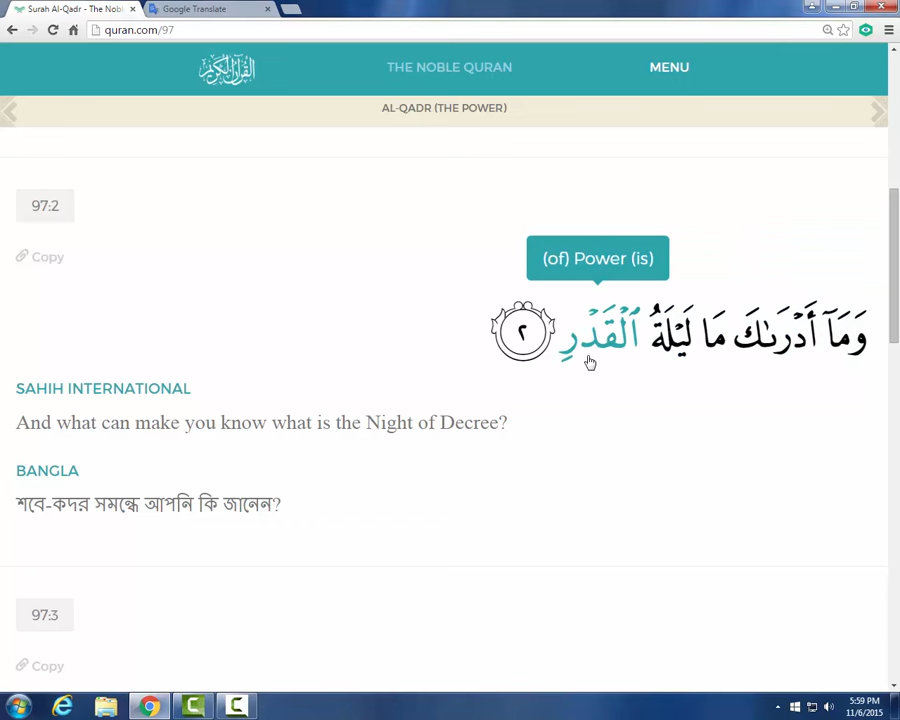 Surah Al-Qadr - The Nobl
Google Translate
quran.com/97
القرآن الكريم
THE NOBLE QURAN
MENU
AL-QADR (THE POWER)
97:2
Copy
(of) Power (is)
وَمَآ أَدْرَىٰكَ مَا لَيْلَةُ ٱلْقَدْرِ ٢
SAHIH INTERNATIONAL
And what can make you know what is the Night of Decree?
BANGLA
শবে-কদর সমন্ধে আপনি কি জানেন?
97:3
Copy
5:59 PM
11/6/2015